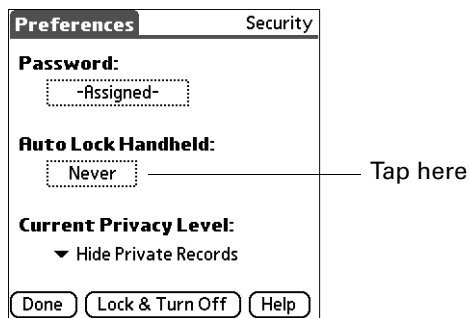 Preferences Security
Password:
-Assigned-
Auto Lock Handheld:
Never
Tap here
Current Privacy Level:
Hide Private Records
Done Lock & Turn Off Help